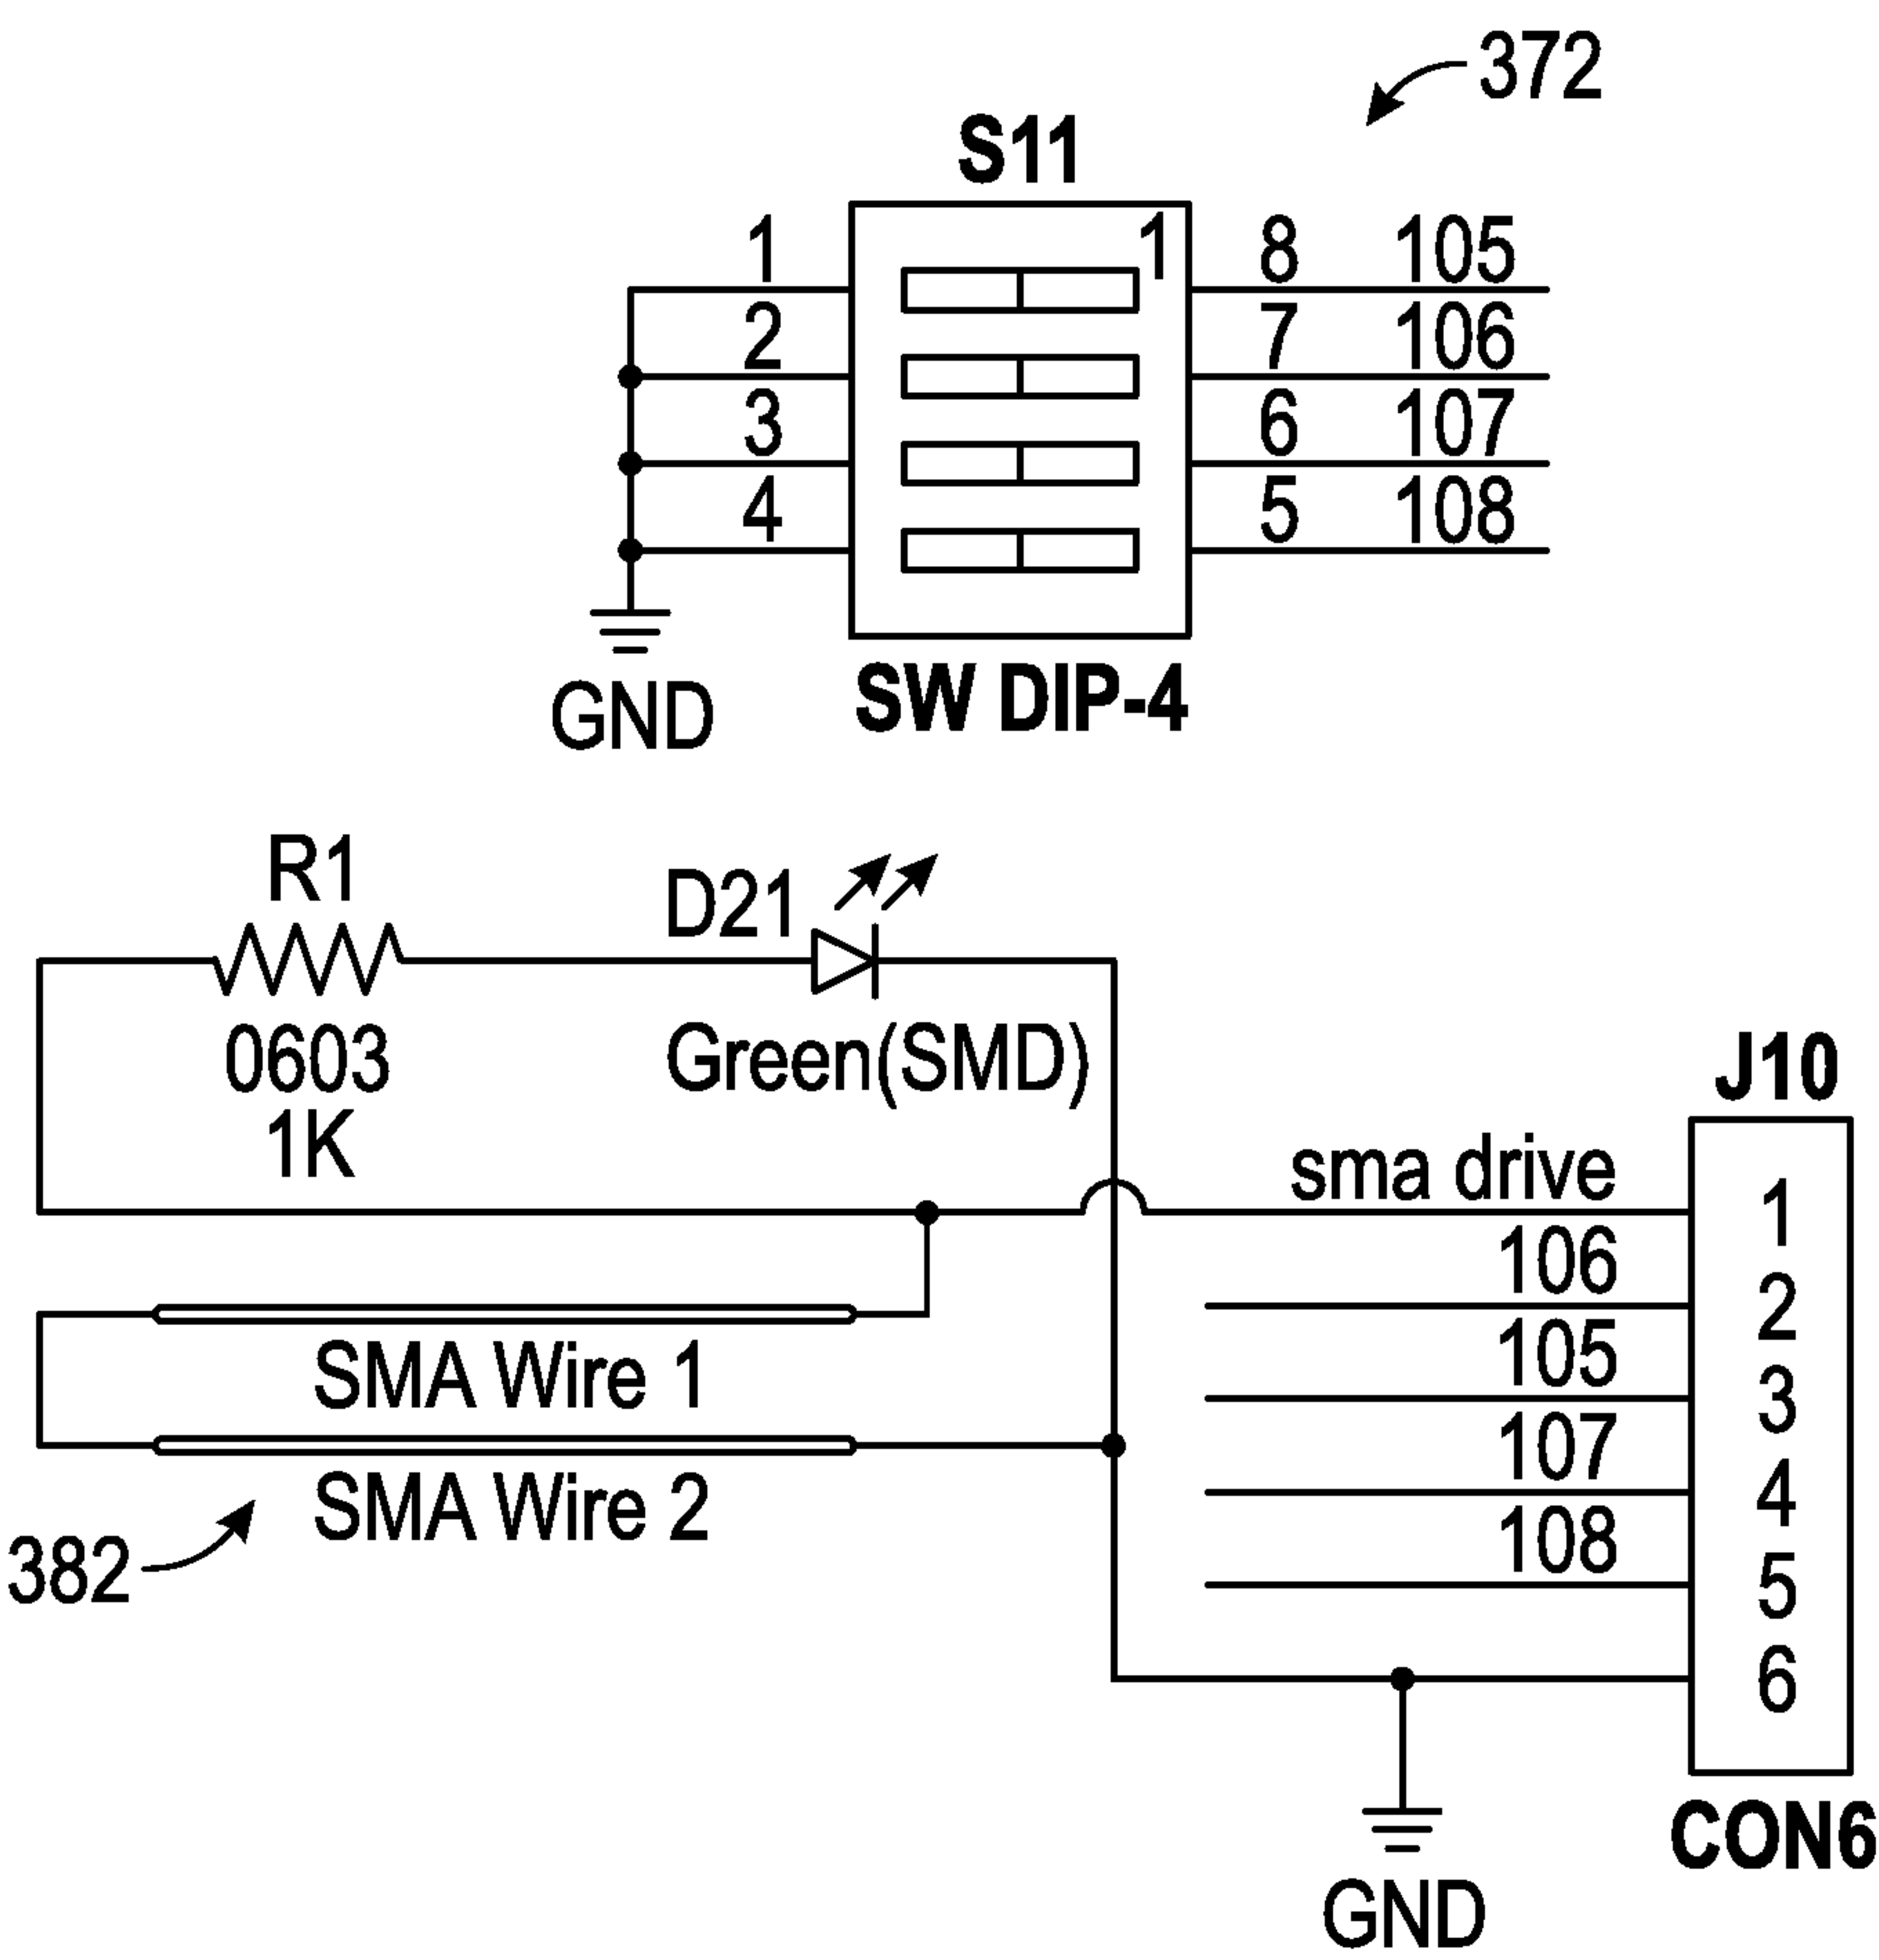 372
S11
1 1 8 105
2 7 106
3 6 107
4 5 108
GND
SW DIP-4
R1
D21
0603
1K
Green(SMD)
J10
sma drive 1
106 2
105 3
107 4
108 5
6
SMA Wire 1
SMA Wire 2
382
CON6
GND